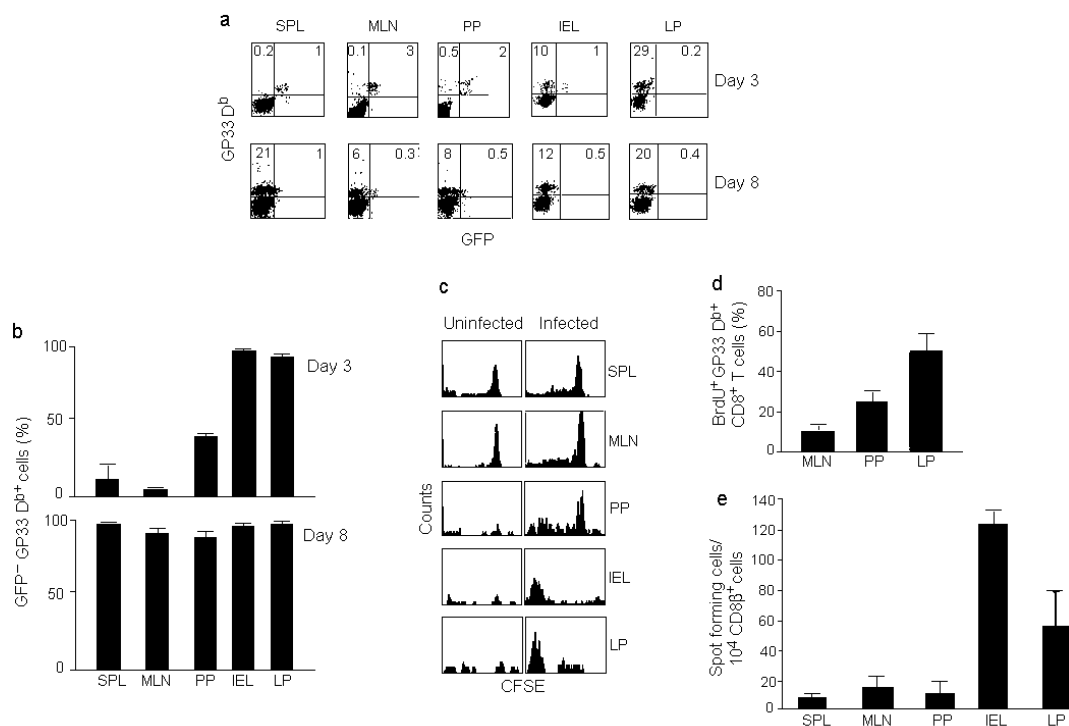 a
SPL MLN PP IEL LP
0.2 1 0.1 3 0.5 2 10 1 29 0.2
Day 3
21 1 6 0.3 8 0.5 12 0.5 20 0.4
Day 8
GP33 Dᵇ
GFP
b
GFP⁻ GP33 Dᵇ⁺ cells (%)
100
50
0
Day 3
100
50
0
Day 8
SPL MLN PP IEL LP
c
Uninfected Infected
SPL
MLN
PP
IEL
LP
Counts
CFSE
d
BrdU⁺ GP33 Dᵇ⁺
CD8⁺ T cells (%)
80
60
40
20
0
MLN PP LP
e
Spot forming cells/
10⁴ CD8β⁺ cells
140
120
100
80
60
40
20
0
SPL MLN PP IEL LP